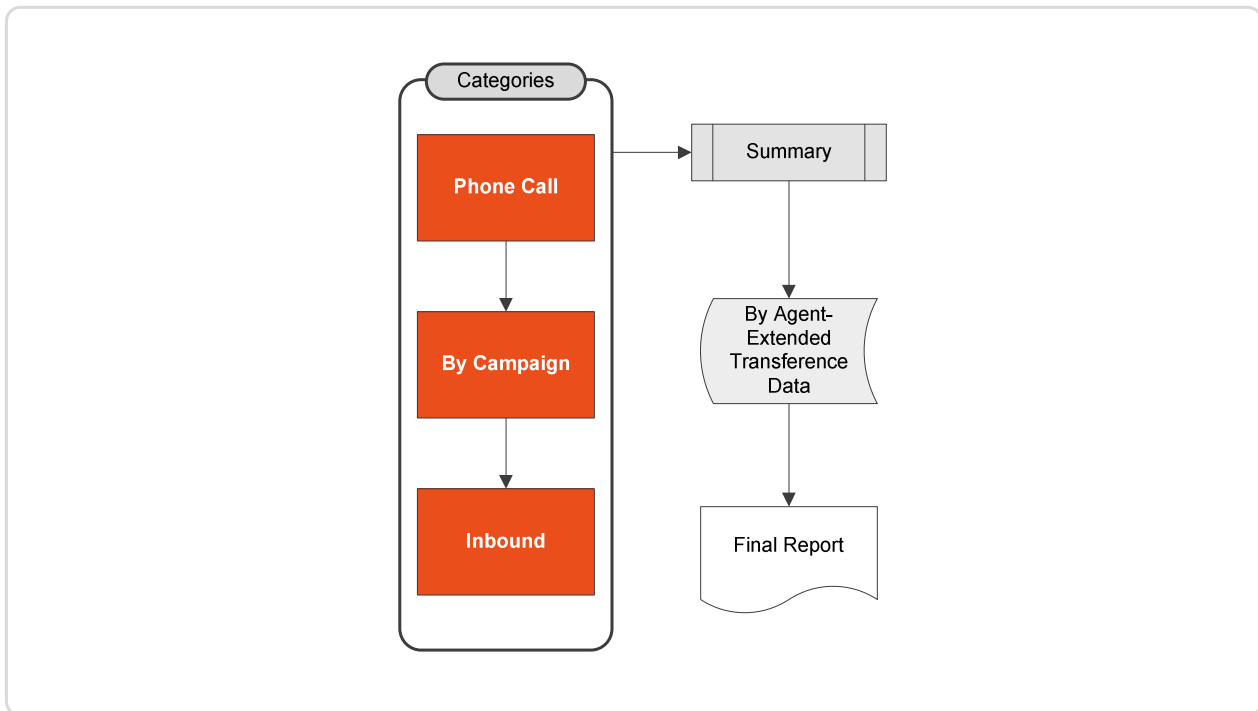 Categories
Phone Call
By Campaign
Inbound
Summary
By Agent-
Extended
Transference
Data
Final Report